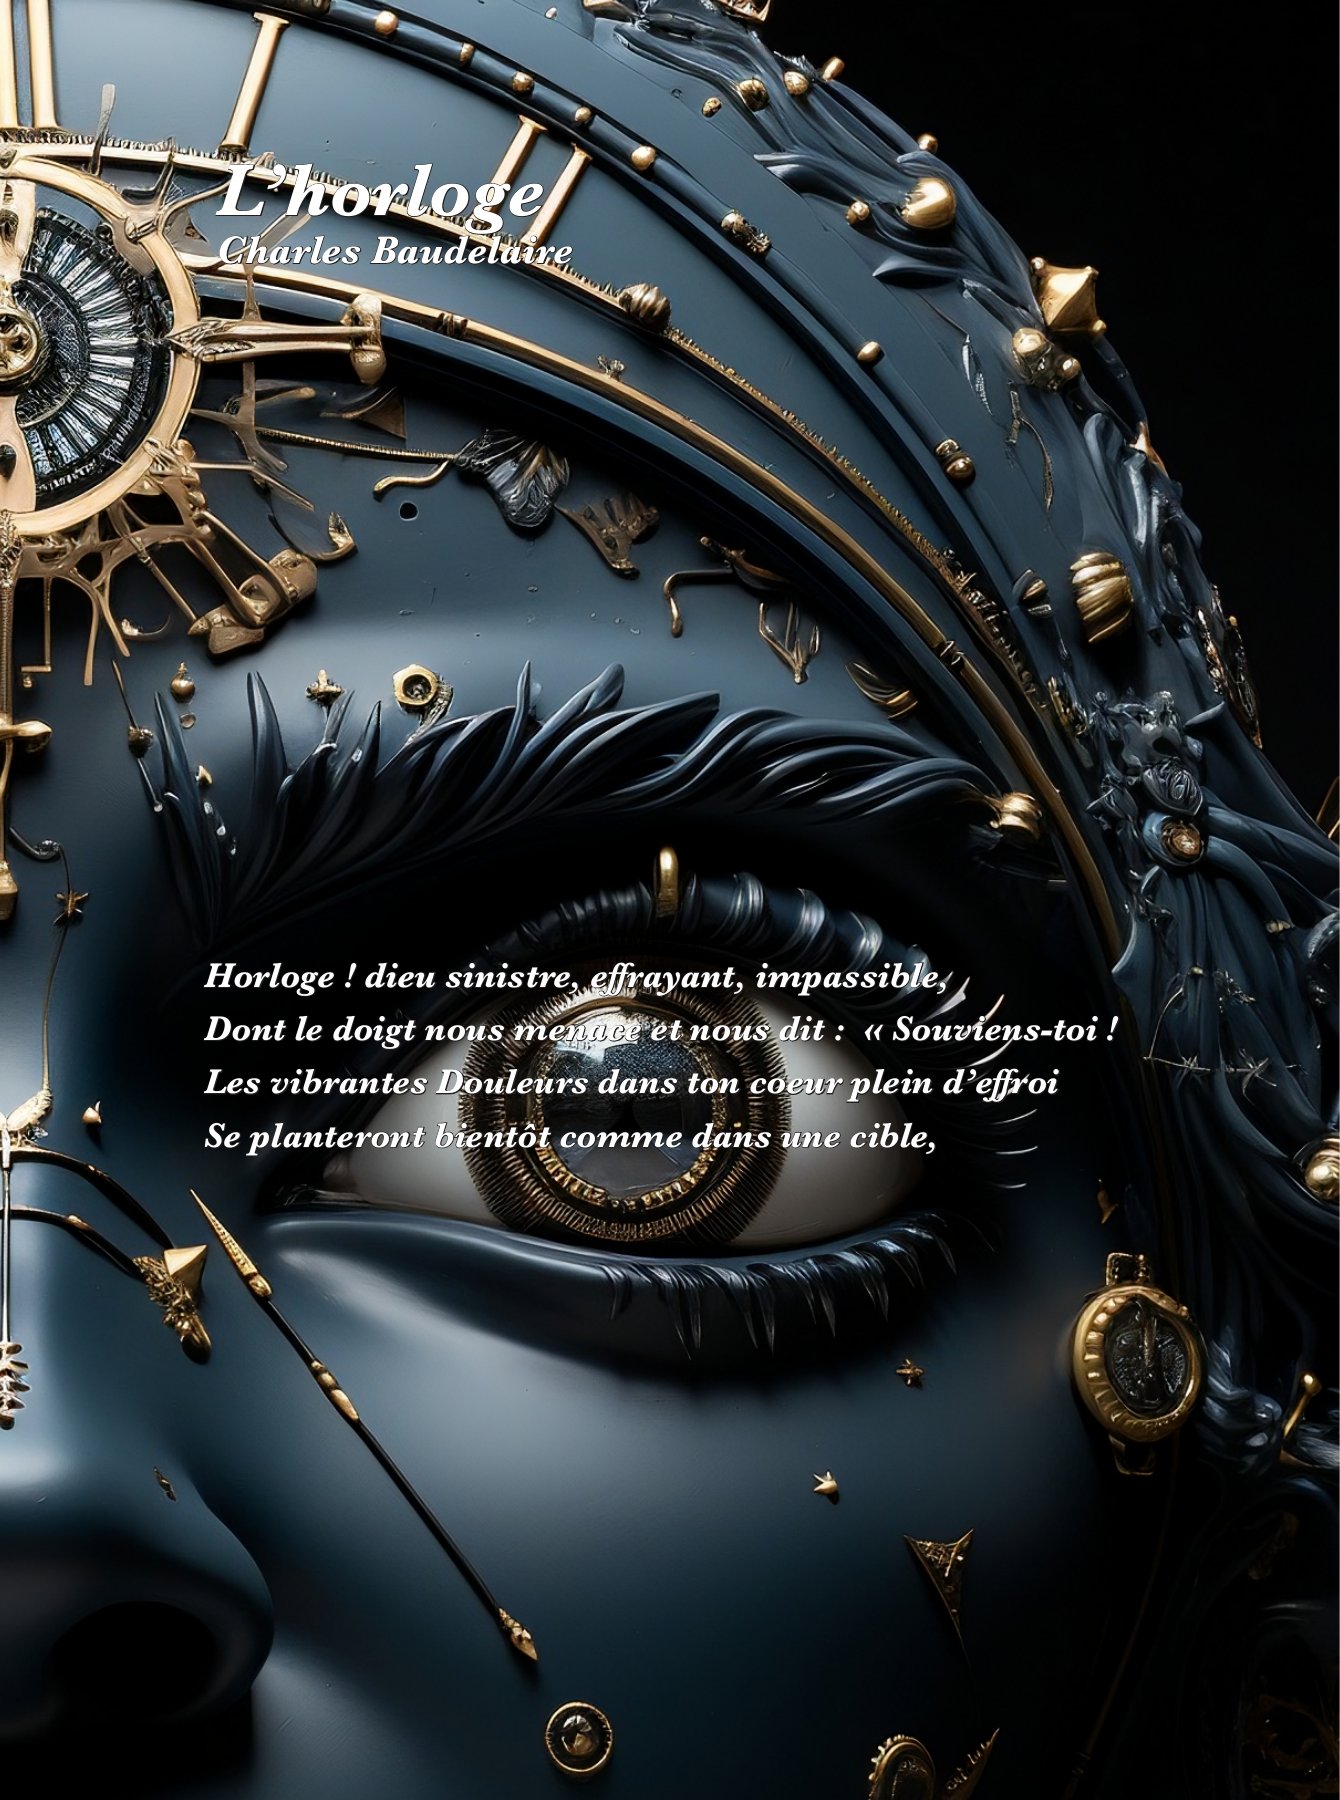 L’horloge
Charles Baudelaire
Horloge ! dieu sinistre, effrayant, impassible,
Dont le doigt nous menace et nous dit :  « Souviens-toi !
Les vibrantes Douleurs dans ton coeur plein d’effroi
Se planteront bientôt comme dans une cible,